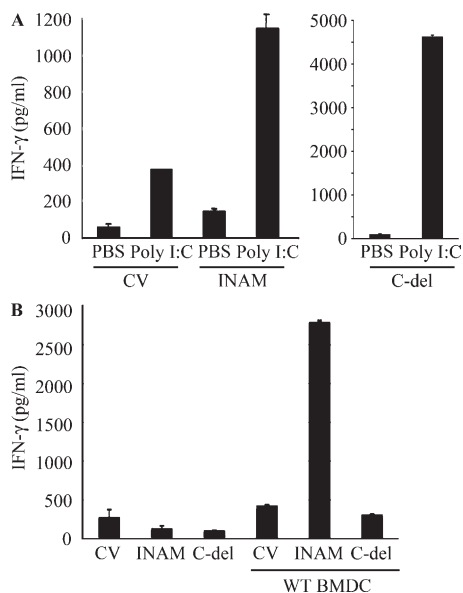 A
IFN-γ (pg/ml)
1200
1000
800
600
400
200
0
PBS Poly I:C PBS Poly I:C
CV INAM
5000
4000
3000
2000
1000
0
PBS Poly I:C
C-del
B
IFN-γ (pg/ml)
3000
2500
2000
1500
1000
500
0
CV INAM C-del CV INAM C-del
WT BMDC